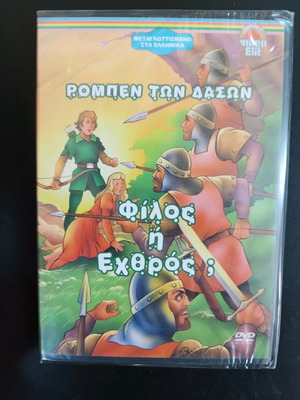 ΜΕΤΑΓΛΩΤΤΙΣΜΕΝΟ
ΣΤΑ ΕΛΛΗΝΙΚΑ
ΡΟΜΠΕΝ ΤΩΝ ΔΑΣΩΝ
Φίλος
ή
Εχθρός;
DVD